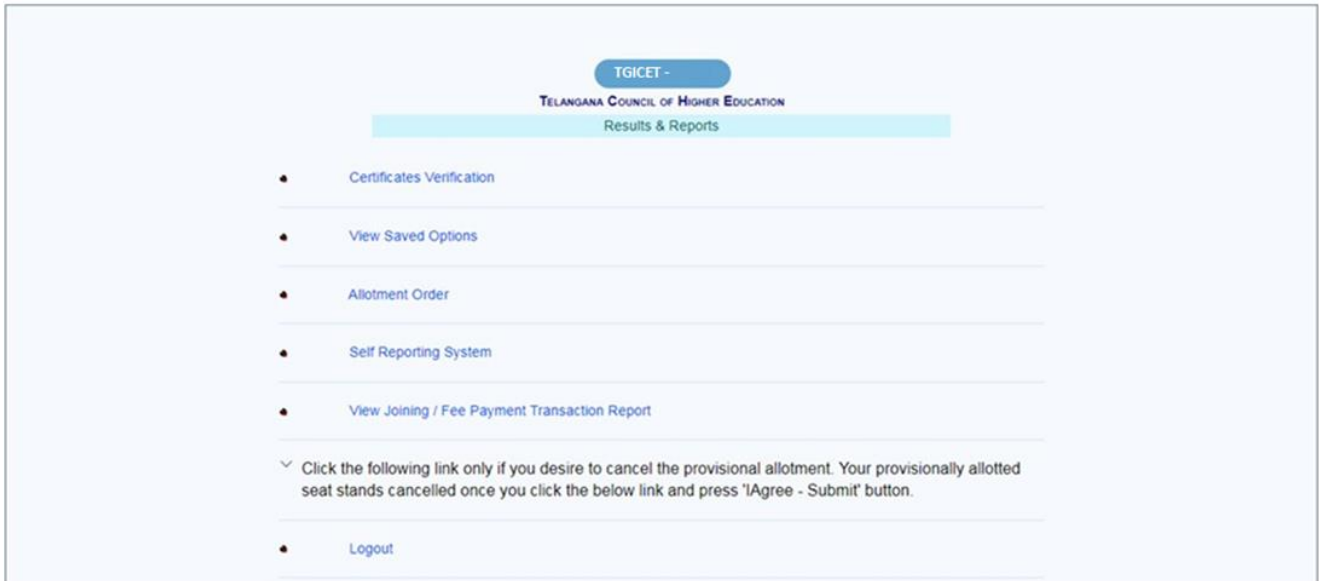 TGICET -
TELANGANA COUNCIL OF HIGHER EDUCATION
Results & Reports
Certificates Verification
View Saved Options
Allotment Order
Self Reporting System
View Joining / Fee Payment Transaction Report
Click the following link only if you desire to cancel the provisional allotment. Your provisionally allotted
seat stands cancelled once you click the below link and press 'IAgree - Submit' button.
Logout